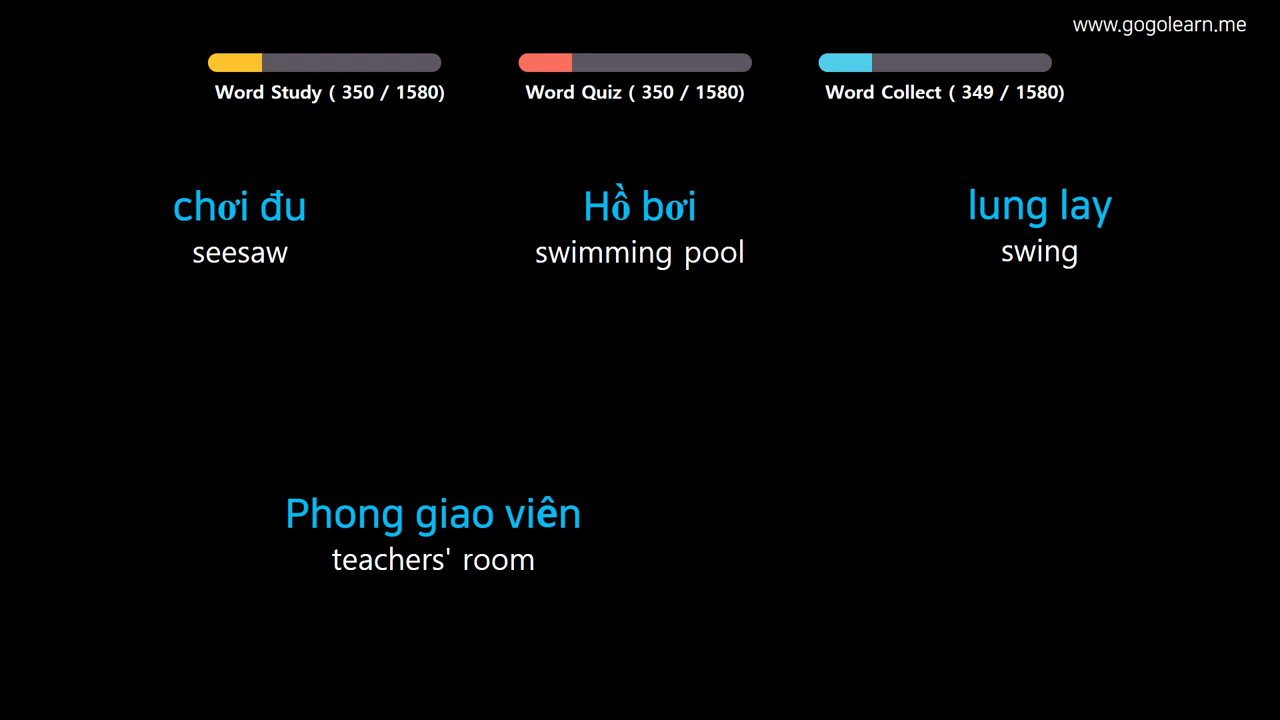 www.gogolearn.me
Word Study ( 350 / 1580)
Word Quiz ( 350 / 1580)
Word Collect ( 349 / 1580)
chơi đu
seesaw
Hồ bơi
swimming pool
lung lay
swing
Phong giao viên
teachers' room